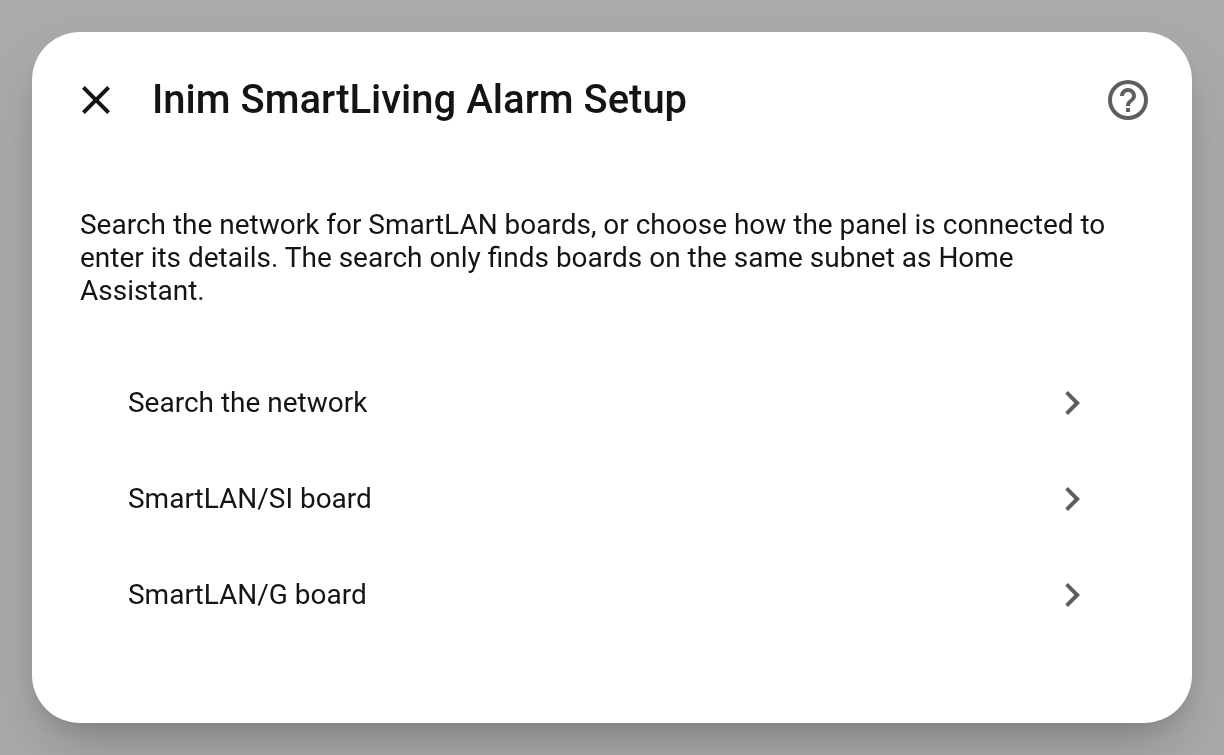 Inim SmartLiving Alarm Setup
Search the network for SmartLAN boards, or choose how the panel is connected to
enter its details. The search only finds boards on the same subnet as Home
Assistant.
Search the network
SmartLAN/SI board
SmartLAN/G board